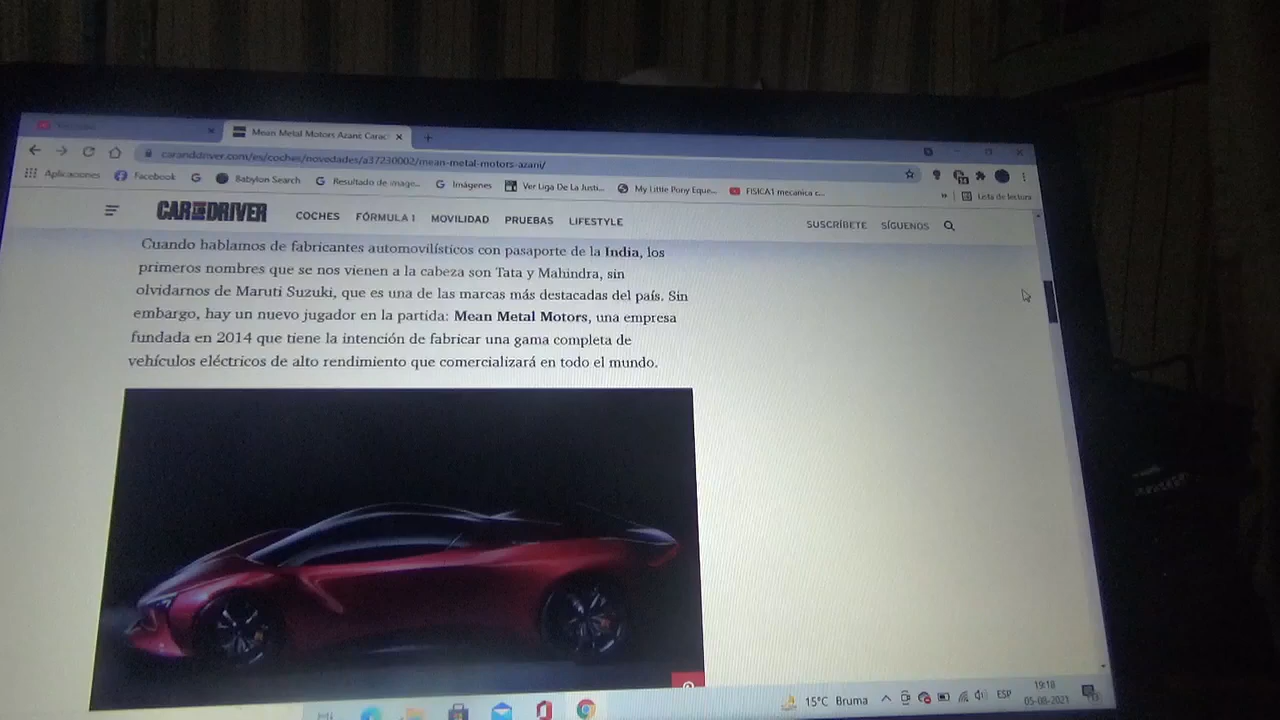 Mean Metal Motors Azani: Carac
caranddriver.com/es/coches/novedades/a37230002/mean-metal-motors-azani/
Aplicaciones Facebook Babylon Search Resultado de image... Imágenes Ver Liga De La Justi... My Little Pony Eque... FISICA1 mecanica c... Lista de lectura
CAR AND DRIVER COCHES FÓRMULA 1 MOVILIDAD PRUEBAS LIFESTYLE SUSCRÍBETE SÍGUENOS
Cuando hablamos de fabricantes automovilísticos con pasaporte de la India, los
primeros nombres que se nos vienen a la cabeza son Tata y Mahindra, sin
olvidarnos de Maruti Suzuki, que es una de las marcas más destacadas del país. Sin
embargo, hay un nuevo jugador en la partida: Mean Metal Motors, una empresa
fundada en 2014 que tiene la intención de fabricar una gama completa de
vehículos eléctricos de alto rendimiento que comercializará en todo el mundo.
15°C Bruma ESP 19:18
05-08-2021